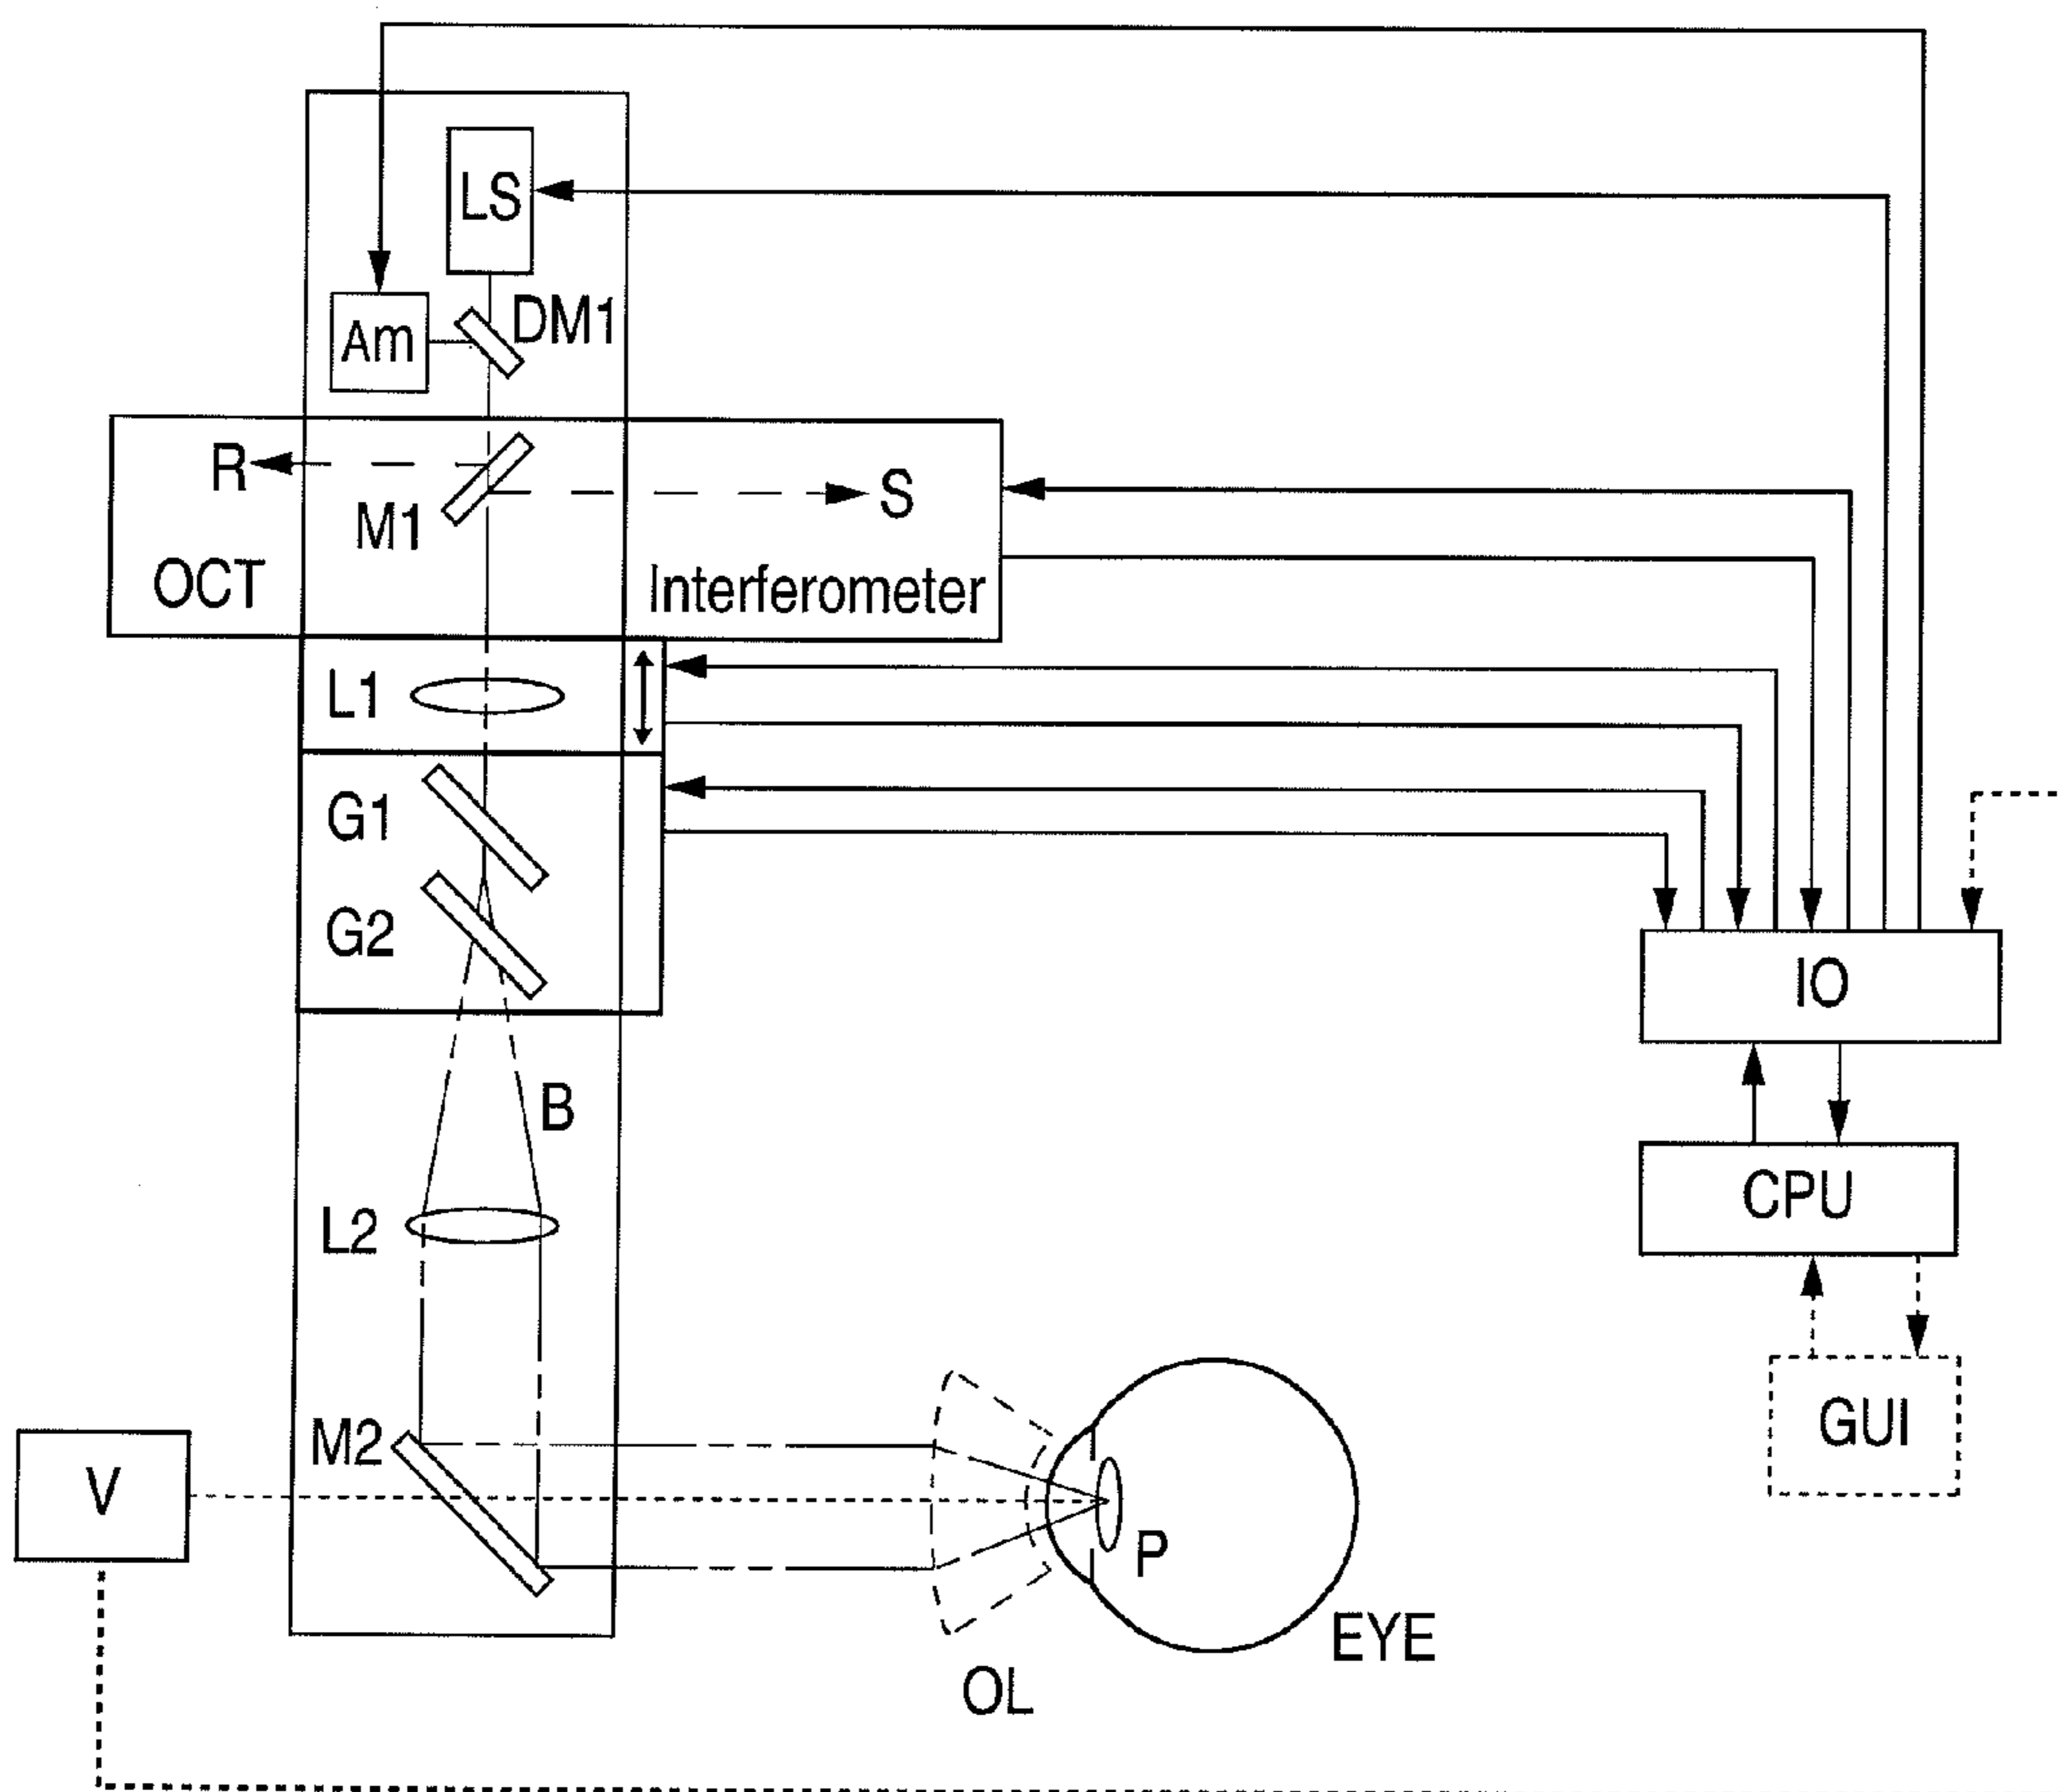 LS
DM1
Am
R
S
M1
OCT
Interferometer
L1
G1
G2
IO
B
CPU
L2
GUI
M2
V
P
EYE
OL